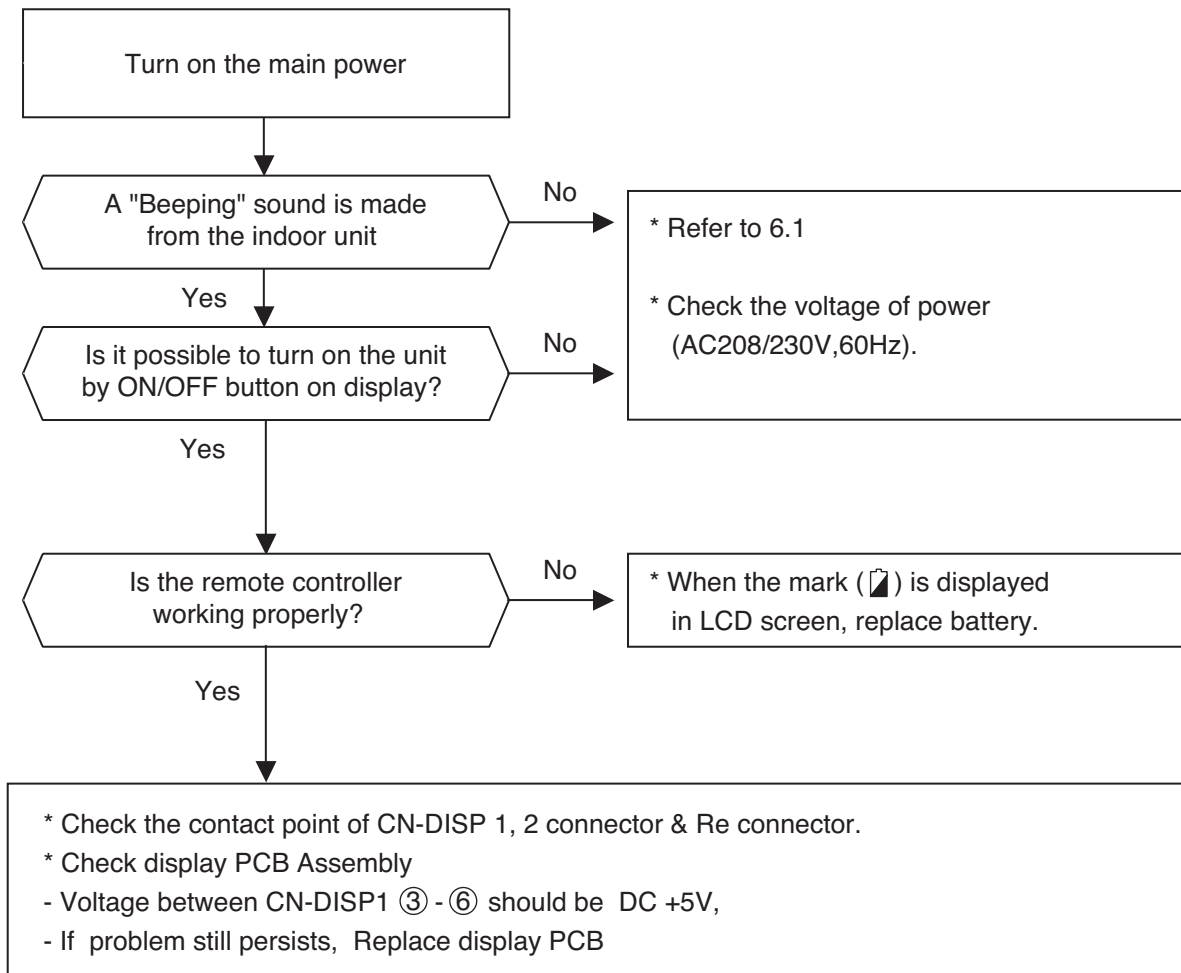 Turn on the main power
A "Beeping" sound is made
from the indoor unit
No
* Refer to 6.1
* Check the voltage of power
(AC208/230V,60Hz).
Yes
Is it possible to turn on the unit
by ON/OFF button on display?
No
Yes
Is the remote controller
working properly?
No
* When the mark ( ) is displayed
in LCD screen, replace battery.
Yes
* Check the contact point of CN-DISP 1, 2 connector & Re connector.
* Check display PCB Assembly
- Voltage between CN-DISP1 ③ - ⑥ should be DC +5V,
- If problem still persists, Replace display PCB